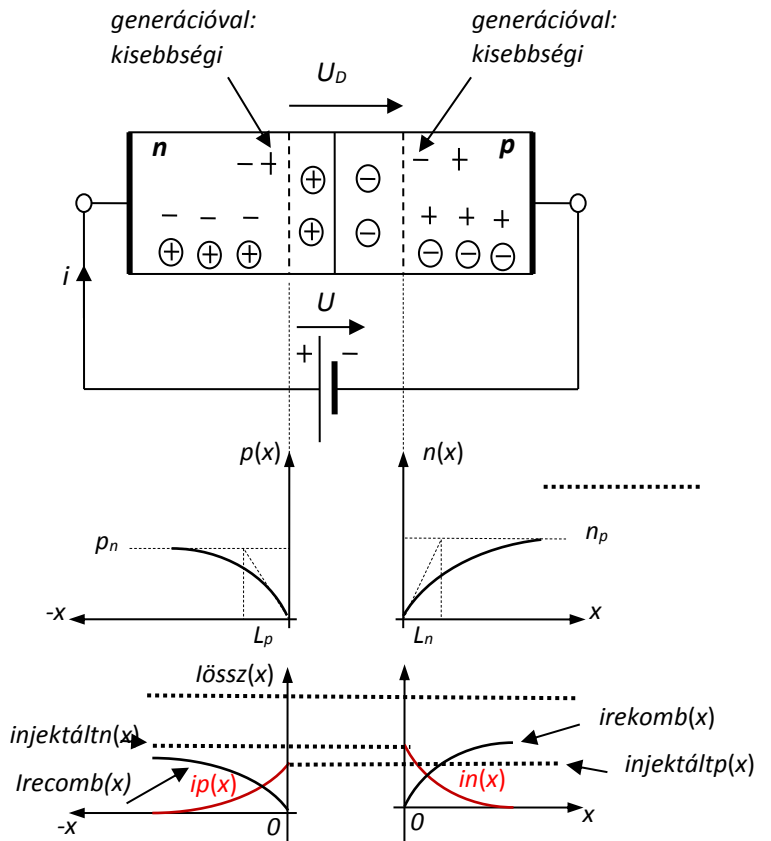 generációval:
kisebbségi
generációval:
kisebbségi
U_D
n
p
− +
− +
+
−
− − −
+ + +
+
−
+ + +
− − −
i
U
+ −
p(x)
n(x)
p_n
n_p
-x
L_p
L_n
x
Iössz(x)
injektáltn(x)
irekomb(x)
Irecomb(x)
ip(x)
in(x)
injektáltp(x)
-x
0
0
x